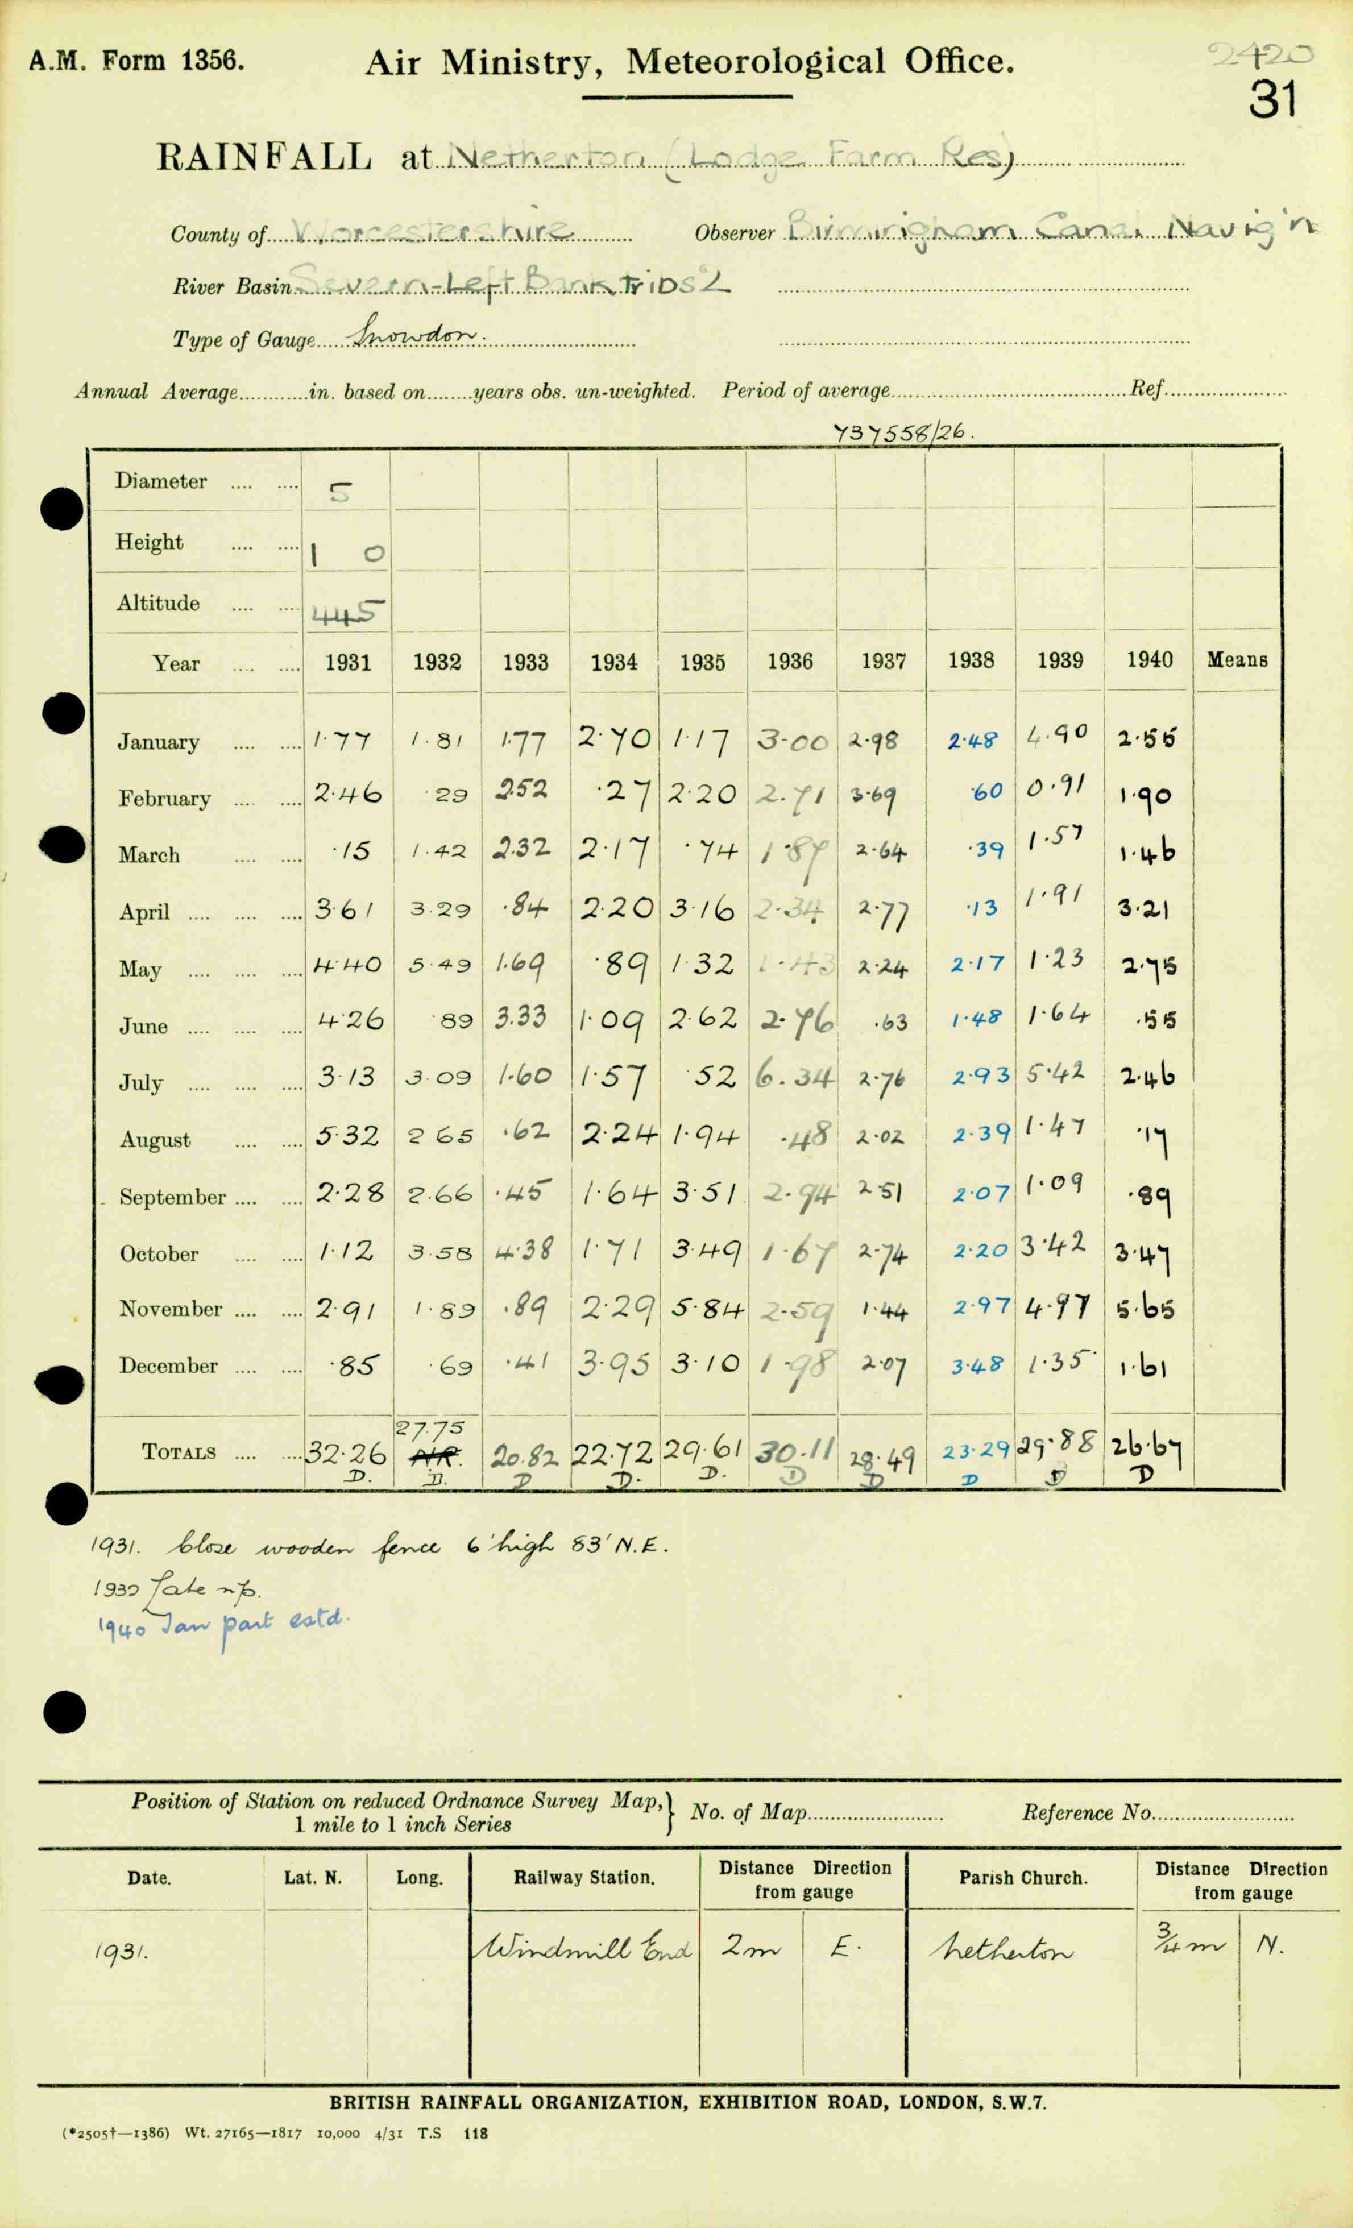 A.M. Form 1356.
Air Ministry, Meteorological Office.
2420
31
RAINFALL at Netherton (Lodge Farm Res)
County of Worcestershire Observer Birmingham Canal Navig'n
River Basin Severn-Left Bank Tribs 2
Type of Gauge Snowdon.
Annual Average in. based on years obs. un-weighted. Period of average Ref.
737558/26.
Diameter 5
Height 1 0
Altitude 445
Year 1931 1932 1933 1934 1935 1936 1937 1938 1939 1940 Means
January 1.77 1.81 1.77 2.70 1.17 3.00 2.98 2.48 4.90 2.55
February 2.46 .29 2.52 .27 2.20 2.71 3.69 .60 0.91 1.90
March .15 1.42 2.32 2.17 .74 1.87 2.64 .39 1.57 1.46
April 3.61 3.29 .84 2.20 3.16 2.34 2.77 .13 1.91 3.21
May 4.40 5.49 1.69 .89 1.32 1.43 2.24 2.17 1.23 2.75
June 4.26 .89 3.33 1.09 2.62 2.76 .63 1.48 1.64 .55
July 3.13 3.09 1.60 1.57 .52 6.34 2.76 2.93 5.42 2.46
August 5.32 2.65 .62 2.24 1.94 .48 2.02 2.39 1.47 .17
September 2.28 2.66 .45 1.64 3.51 2.94 2.51 2.07 1.09 .89
October 1.12 3.58 4.38 1.71 3.49 1.67 2.74 2.20 3.42 3.47
November 2.91 1.89 .89 2.29 5.84 2.59 1.44 2.97 4.97 5.65
December .85 .69 .41 3.95 3.10 1.98 2.07 3.48 1.35 1.61
27.75
TOTALS 32.26 NR. 20.82 22.72 29.61 30.11 28.49 23.29 29.88 26.67
D. D. D D. D. D D D D D
1931. Close wooden fence 6' high 83' N.E.
1932 Late np.
1940 Jan part estd.
Position of Station on reduced Ordnance Survey Map, 1 mile to 1 inch Series } No. of Map Reference No.
Date. Lat. N. Long. Railway Station. Distance Direction from gauge Parish Church. Distance Direction from gauge
1931. Windmill End 2m E. Netherton 3/4 m N.
BRITISH RAINFALL ORGANIZATION, EXHIBITION ROAD, LONDON, S.W.7.
(*2505†—1386) Wt. 27165—1817 10,000 4/31 T.S 118